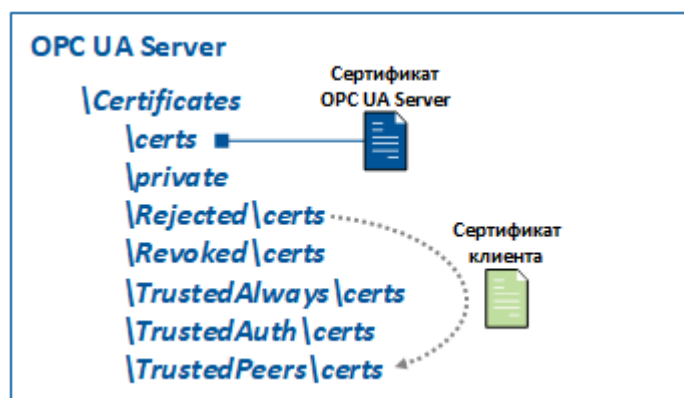 OPC UA Server
Сертификат
OPC UA Server
\Certificates
\certs
\private
\Rejected\certs
Сертификат
клиента
\Revoked\certs
\TrustedAlways\certs
\TrustedAuth\certs
\TrustedPeers\certs